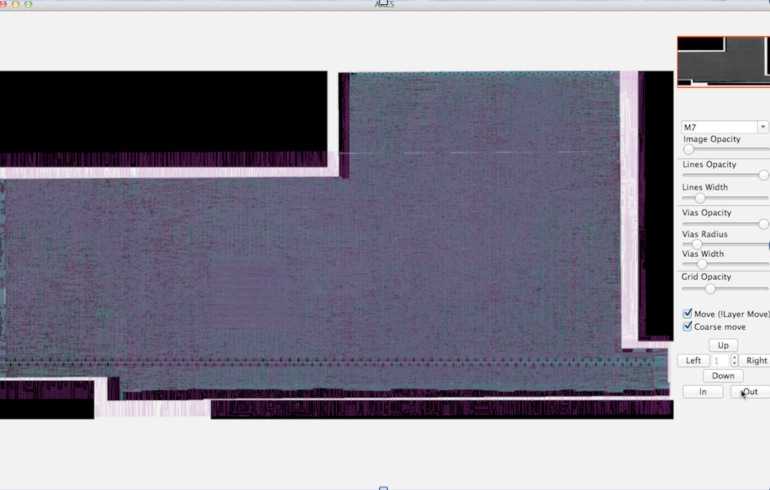 M7
Image Opacity
Lines Opacity
Lines Width
Vias Opacity
Vias Radius
Vias Width
Grid Opacity
Move (!Layer Move)
Coarse move
Up
Left 1 Right
Down
In Out